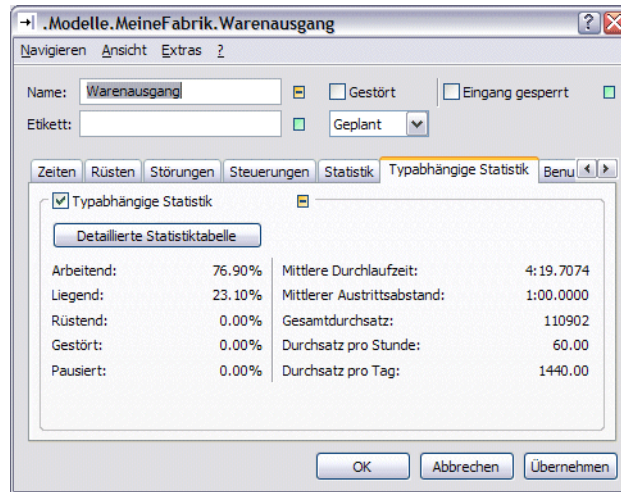 .Modelle.MeineFabrik.Warenausgang
Navigieren Ansicht Extras ?
Name: Warenausgang Gestört Eingang gesperrt
Etikett: Geplant
Zeiten Rüsten Störungen Steuerungen Statistik Typabhängige Statistik Benu
Typabhängige Statistik
Detaillierte Statistiktabelle
Arbeitend: 76.90% Mittlere Durchlaufzeit: 4:19.7074
Liegend: 23.10% Mittlerer Austrittsabstand: 1:00.0000
Rüstend: 0.00% Gesamtdurchsatz: 110902
Gestört: 0.00% Durchsatz pro Stunde: 60.00
Pausiert: 0.00% Durchsatz pro Tag: 1440.00
OK Abbrechen Übernehmen